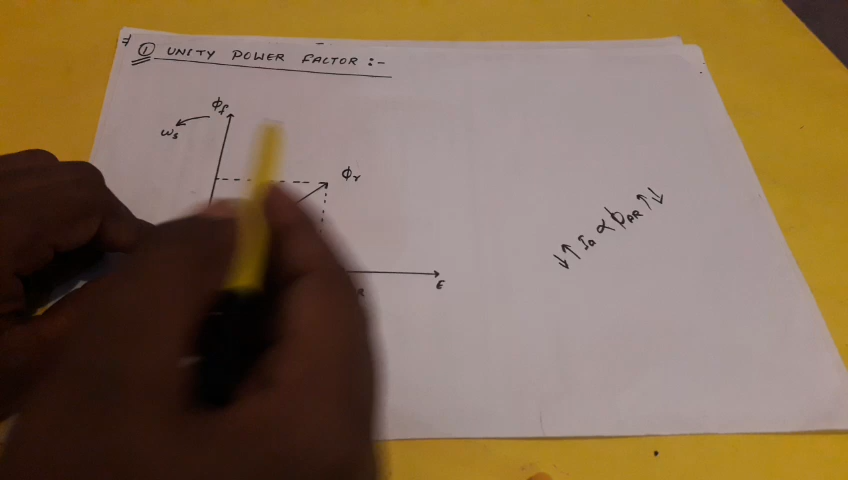 ① UNITY POWER FACTOR :-
ϕf
ωs
ϕr
E
↓↑ Ia ∝ ϕAR ↑↓